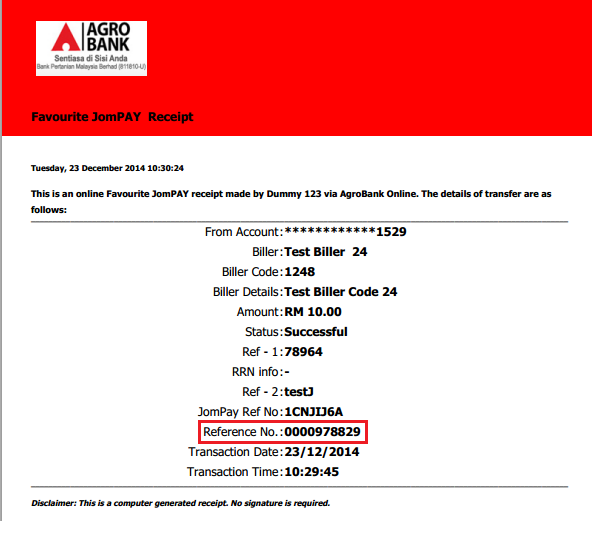 AGRO
BANK
Sentiasa di Sisi Anda
Bank Pertanian Malaysia Berhad (811810-U)
Favourite JomPAY Receipt
Tuesday, 23 December 2014 10:30:24
This is an online Favourite JomPAY receipt made by Dummy 123 via AgroBank Online. The details of transfer are as
follows:
From Account:************1529
Biller:Test Biller 24
Biller Code:1248
Biller Details:Test Biller Code 24
Amount:RM 10.00
Status:Successful
Ref - 1:78964
RRN info:-
Ref - 2:testJ
JomPay Ref No:1CNJIJ6A
Reference No.:0000978829
Transaction Date:23/12/2014
Transaction Time:10:29:45
Disclaimer: This is a computer generated receipt. No signature is required.